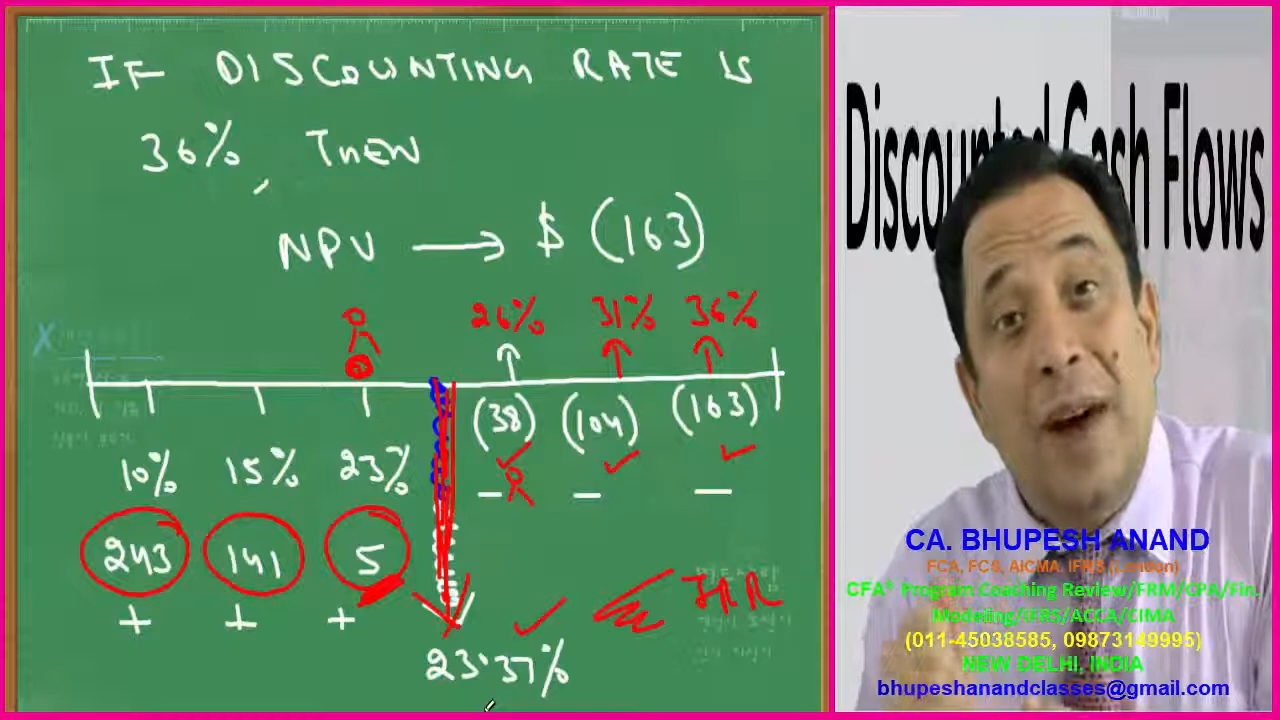 IF DISCOUNTING RATE IS
36%, THEN
NPV → $ (163)
26% 31% 36%
(38) (104) (163)
10% 15% 23%
243 141 5
+ + +
IRR
23.37%
Discounted Cash Flows
CA. BHUPESH ANAND
FCA, FCS, AICMA, IFRS (London)
CFA® Program Coaching Review/FRM/CPA/Fin.
Modeling/IFRS/ACCA/CIMA
(011-45038585, 09873149995)
NEW DELHI, INDIA
bhupeshanandclasses@gmail.com